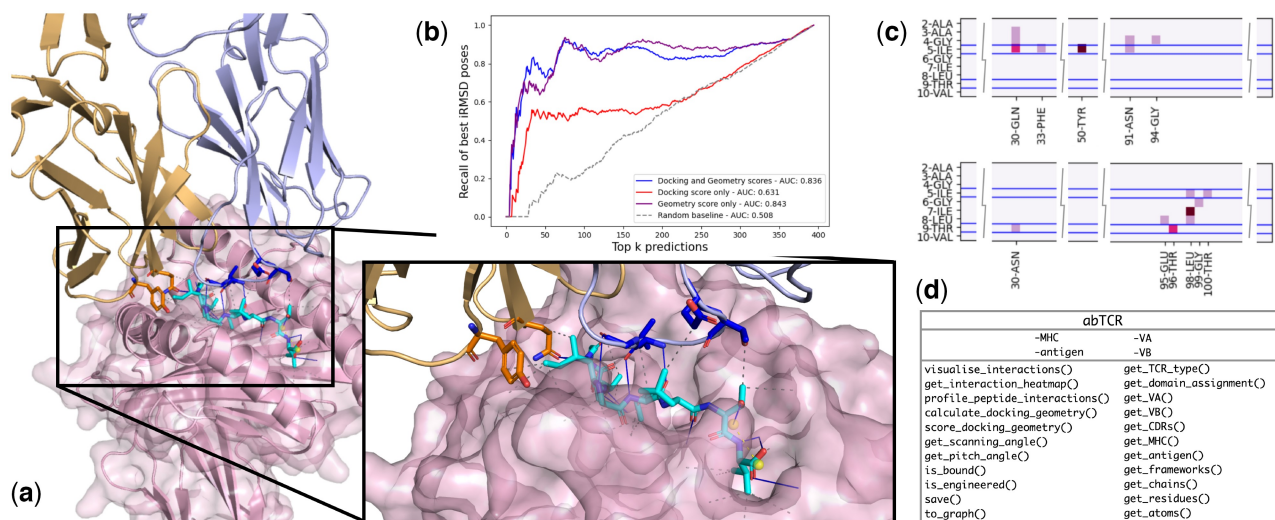 (a)
(b)
Recall of best iRMSD poses
1.0
0.8
0.6
0.4
0.2
0.0
Docking and Geometry scores - AUC: 0.836
Docking score only - AUC: 0.631
Geometry score only - AUC: 0.843
Random baseline - AUC: 0.508
0 50 100 150 200 250 300 350 400
Top k predictions
(c)
2-ALA
3-ALA
4-GLY
5-ILE
6-GLY
7-ILE
8-LEU
9-THR
10-VAL
30-GLN
33-PHE
50-TYR
91-ASN
94-GLY
2-ALA
3-ALA
4-GLY
5-ILE
6-GLY
7-ILE
8-LEU
9-THR
10-VAL
30-ASN
95-GLU
96-THR
98-LEU
99-GLY
100-THR
(d)
abTCR
-MHC -VA
-antigen -VB
visualise_interactions() get_TCR_type()
get_interaction_heatmap() get_domain_assignment()
profile_peptide_interactions() get_VA()
calculate_docking_geometry() get_VB()
score_docking_geometry() get_CDRs()
get_scanning_angle() get_MHC()
get_pitch_angle() get_antigen()
is_bound() get_frameworks()
is_engineered() get_chains()
save() get_residues()
to_graph() get_atoms()